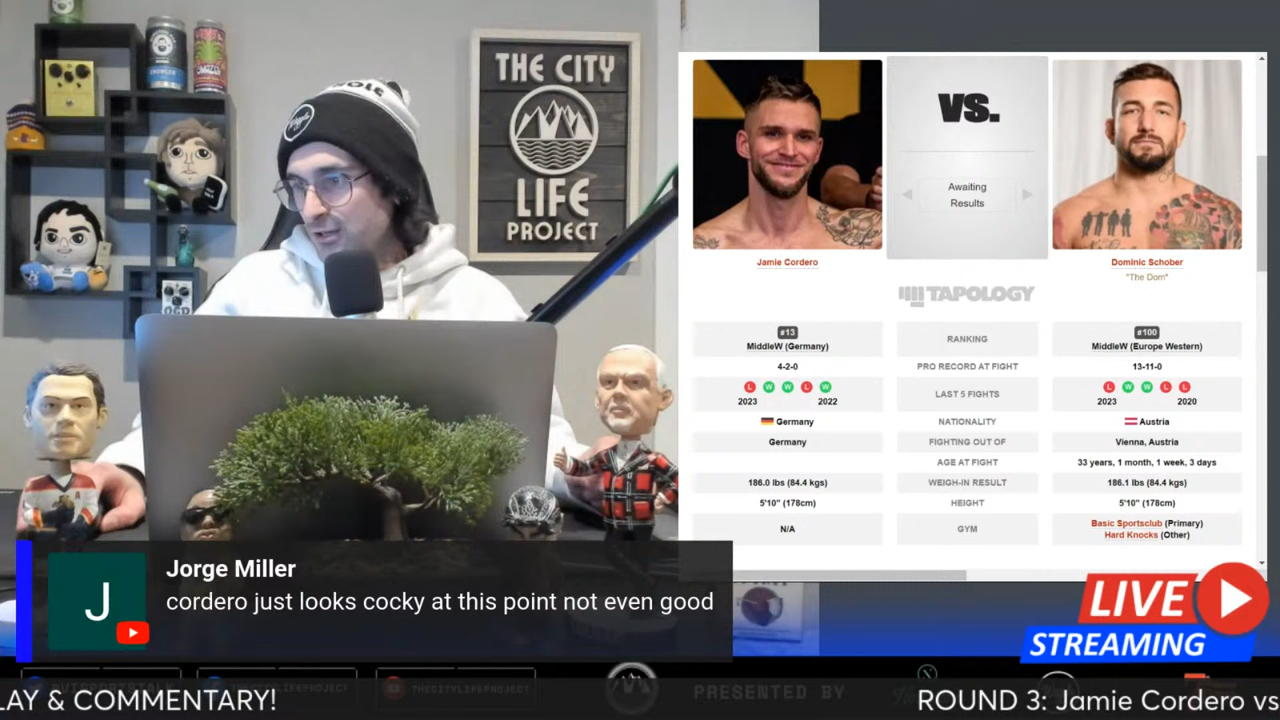 THE CITY
LIFE
PROJECT
VS.
Awaiting
Results
Jamie Cordero
Dominic Schober
"The Dom"
TAPOLOGY
#13
MiddleW (Germany)
RANKING
#100
MiddleW (Europe Western)
4-2-0
PRO RECORD AT FIGHT
13-11-0
L W W L W
2023 2022
LAST 5 FIGHTS
L W W L L
2023 2020
Germany
NATIONALITY
Austria
Germany
FIGHTING OUT OF
Vienna, Austria
AGE AT FIGHT
33 years, 1 month, 1 week, 3 days
186.0 lbs (84.4 kgs)
WEIGH-IN RESULT
186.1 lbs (84.4 kgs)
5'10" (178cm)
HEIGHT
5'10" (178cm)
N/A
GYM
Basic Sportsclub (Primary)
Hard Knocks (Other)
J
Jorge Miller
cordero just looks cocky at this point not even good
LIVE
STREAMING
THECITYLIFEPROJECT
PRESENTED BY
LAY & COMMENTARY!
ROUND 3: Jamie Cordero vs